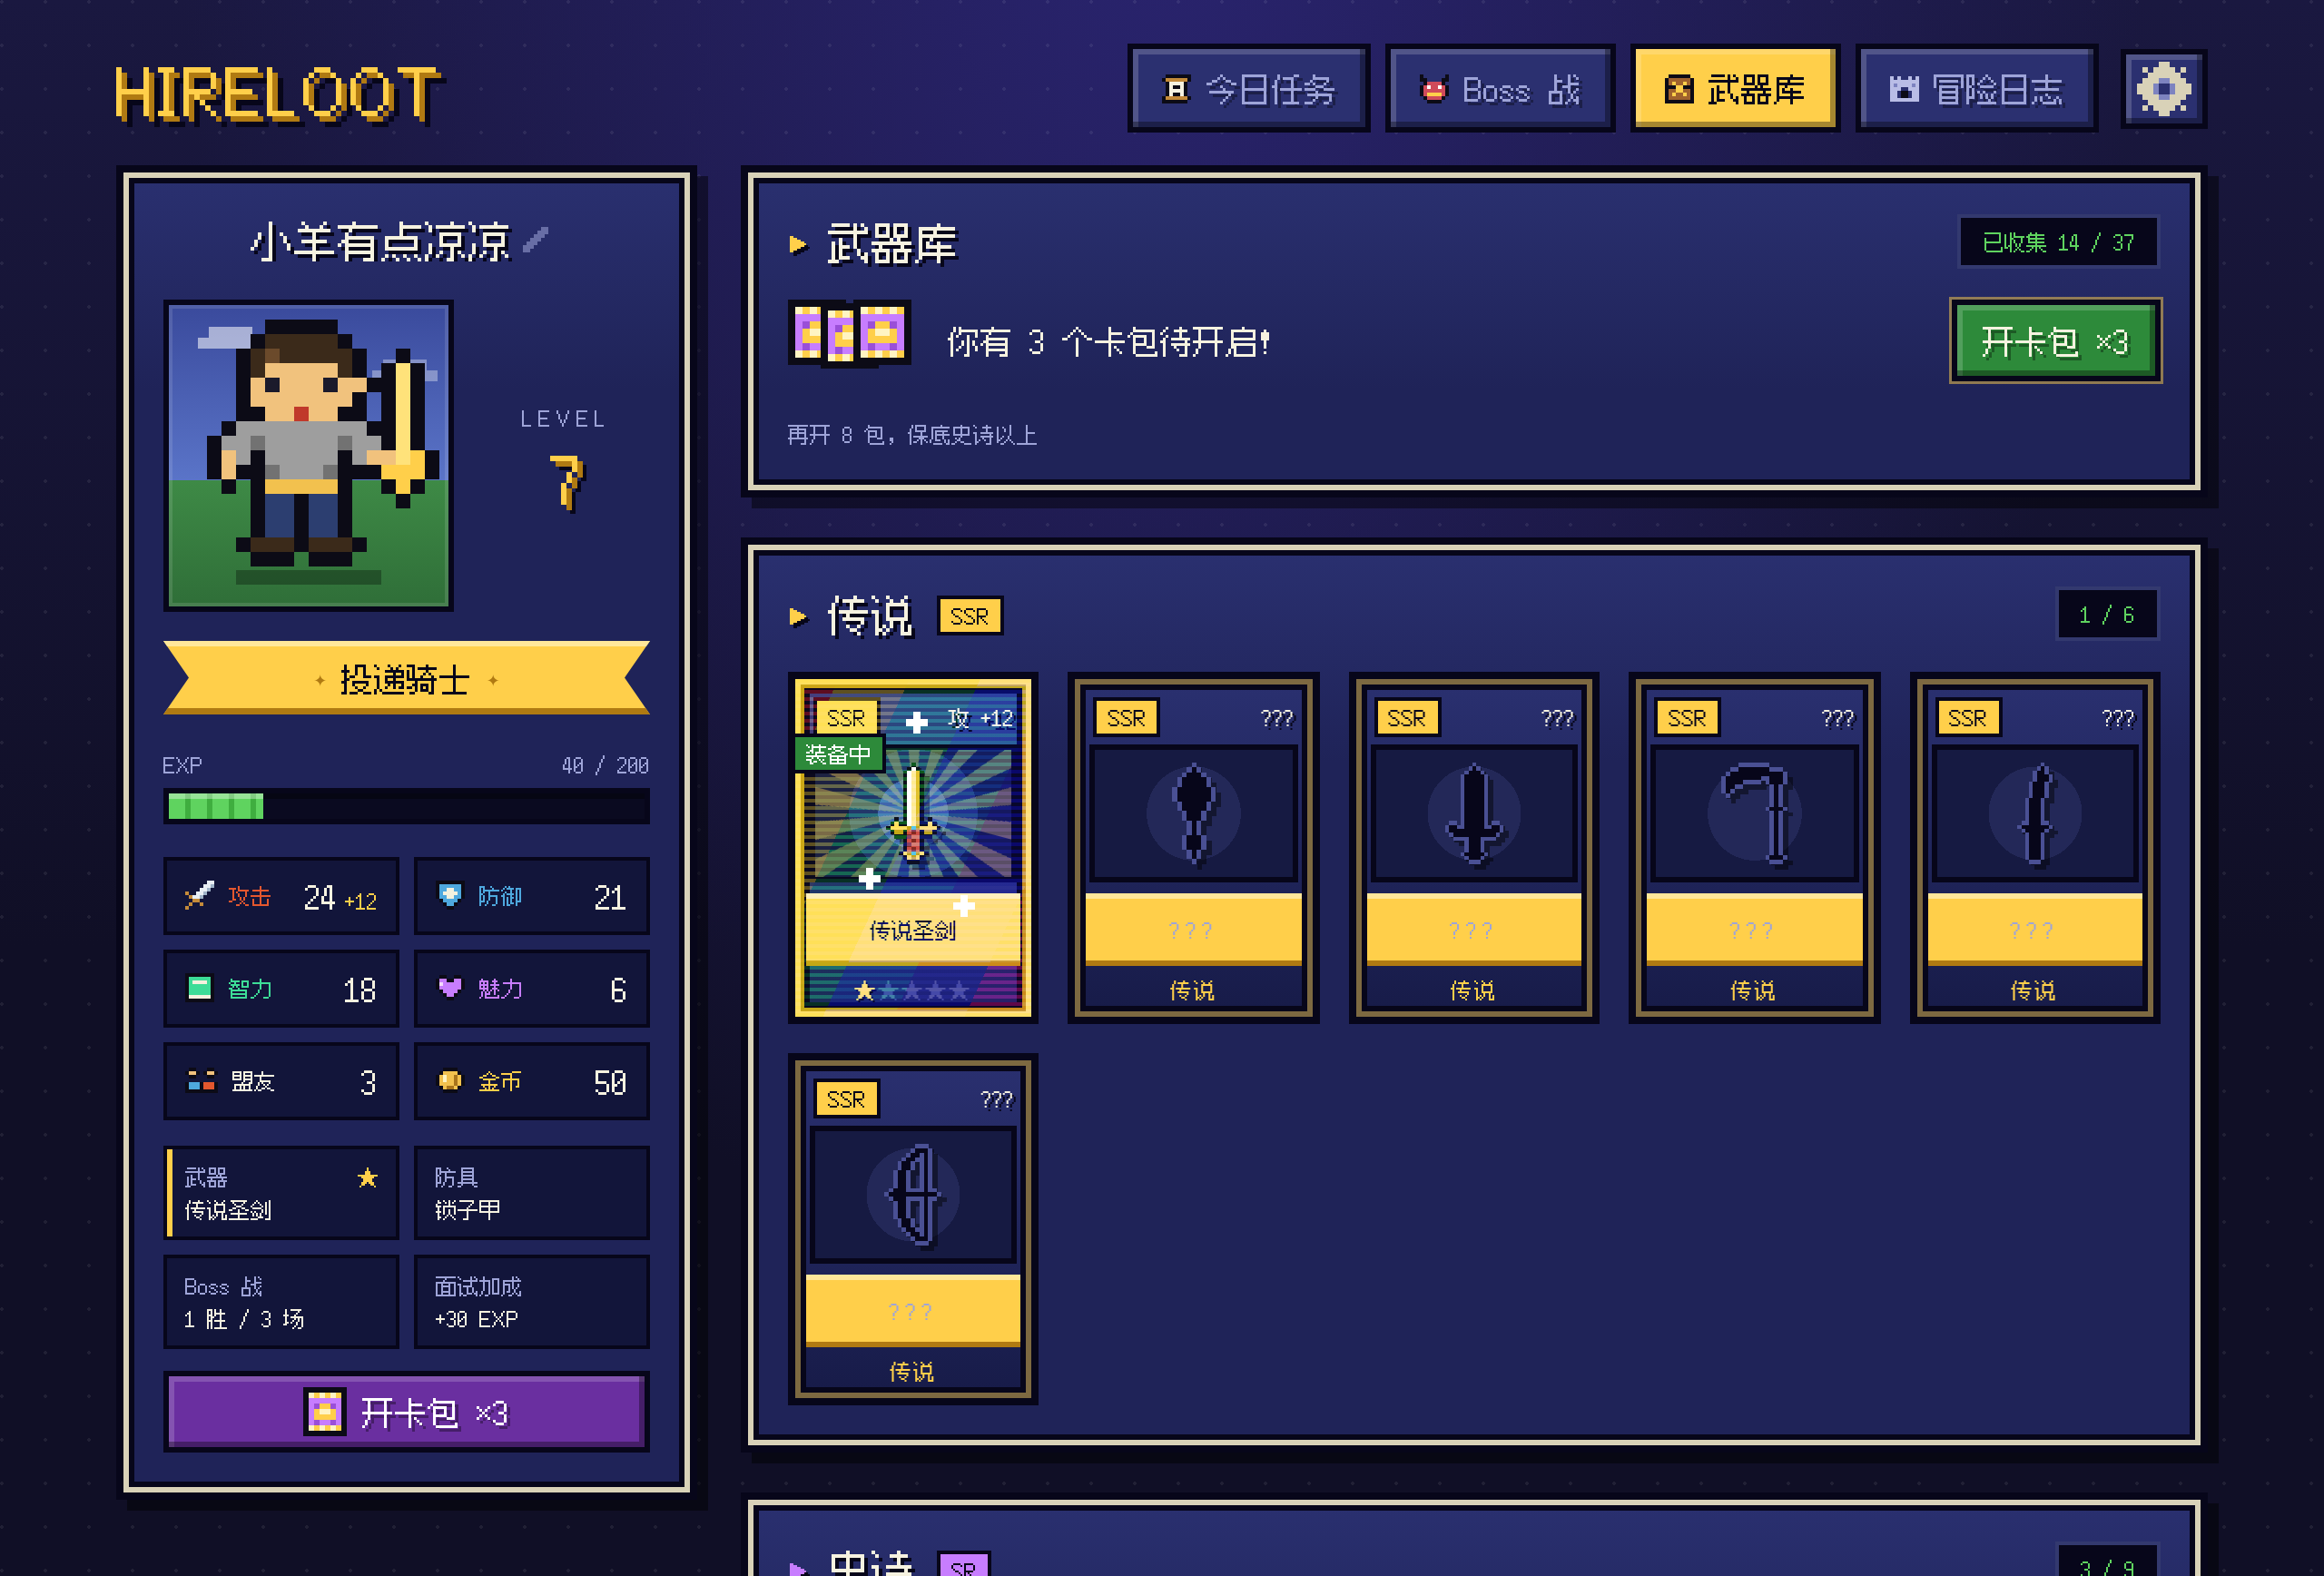 HIRELOOT
今日任务
Boss 战
武器库
冒险日志
小羊有点凉凉
LEVEL
7
投递骑士
EXP 40 / 200
攻击 24 +12
防御 21
智力 18
魅力 6
盟友 3
金币 50
武器
传说圣剑
防具
锁子甲
Boss 战
1 胜 / 3 场
面试加成
+30 EXP
开卡包 ×3
武器库
已收集 14 / 37
你有 3 个卡包待开启!
开卡包 ×3
再开 8 包, 保底史诗以上
传说 SSR
1 / 6
SSR 攻 +12
装备中
传说圣剑
SSR ???
???
传说
SSR ???
???
传说
SSR ???
???
传说
SSR ???
???
传说
SSR ???
???
传说
史诗 SR
3 / 9